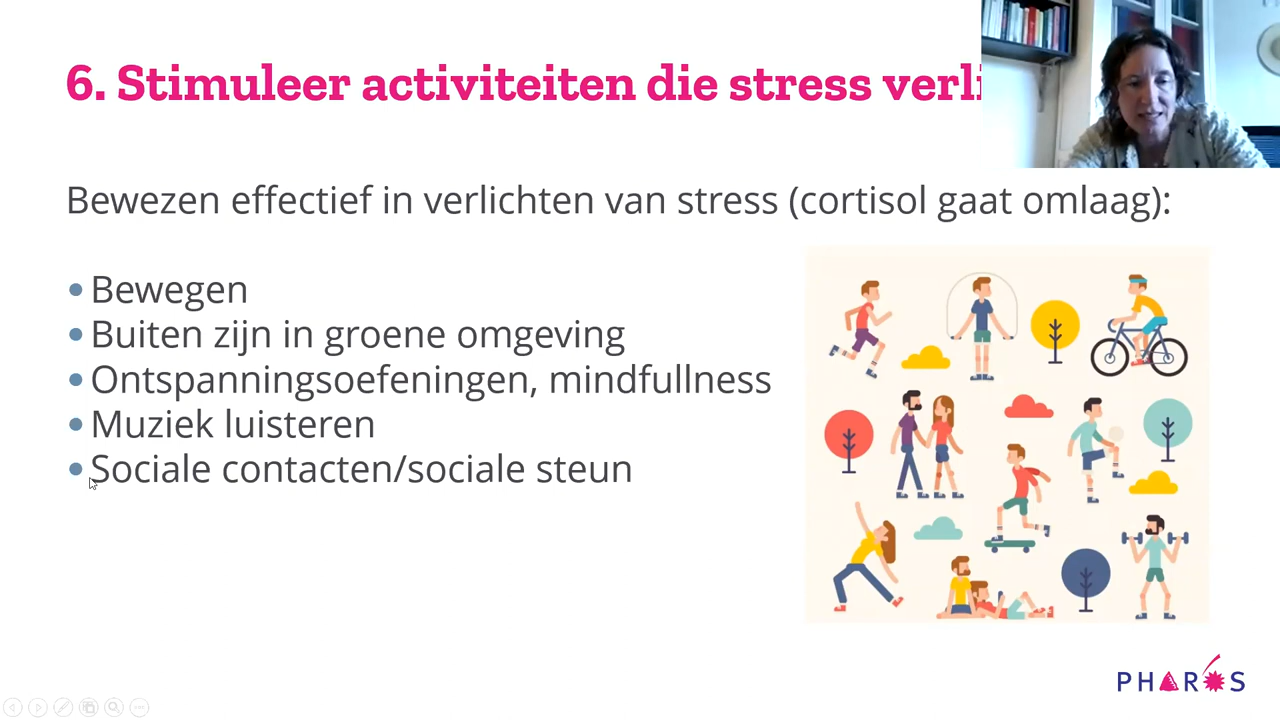 6. Stimuleer activiteiten die stress
Bewezen effectief in verlichten van stress (cortisol gaat omlaag):
• Bewegen
• Buiten zijn in groene omgeving
• Ontspanningsoefeningen, mindfullness
• Muziek luisteren
• Sociale contacten/sociale steun
PHAROS